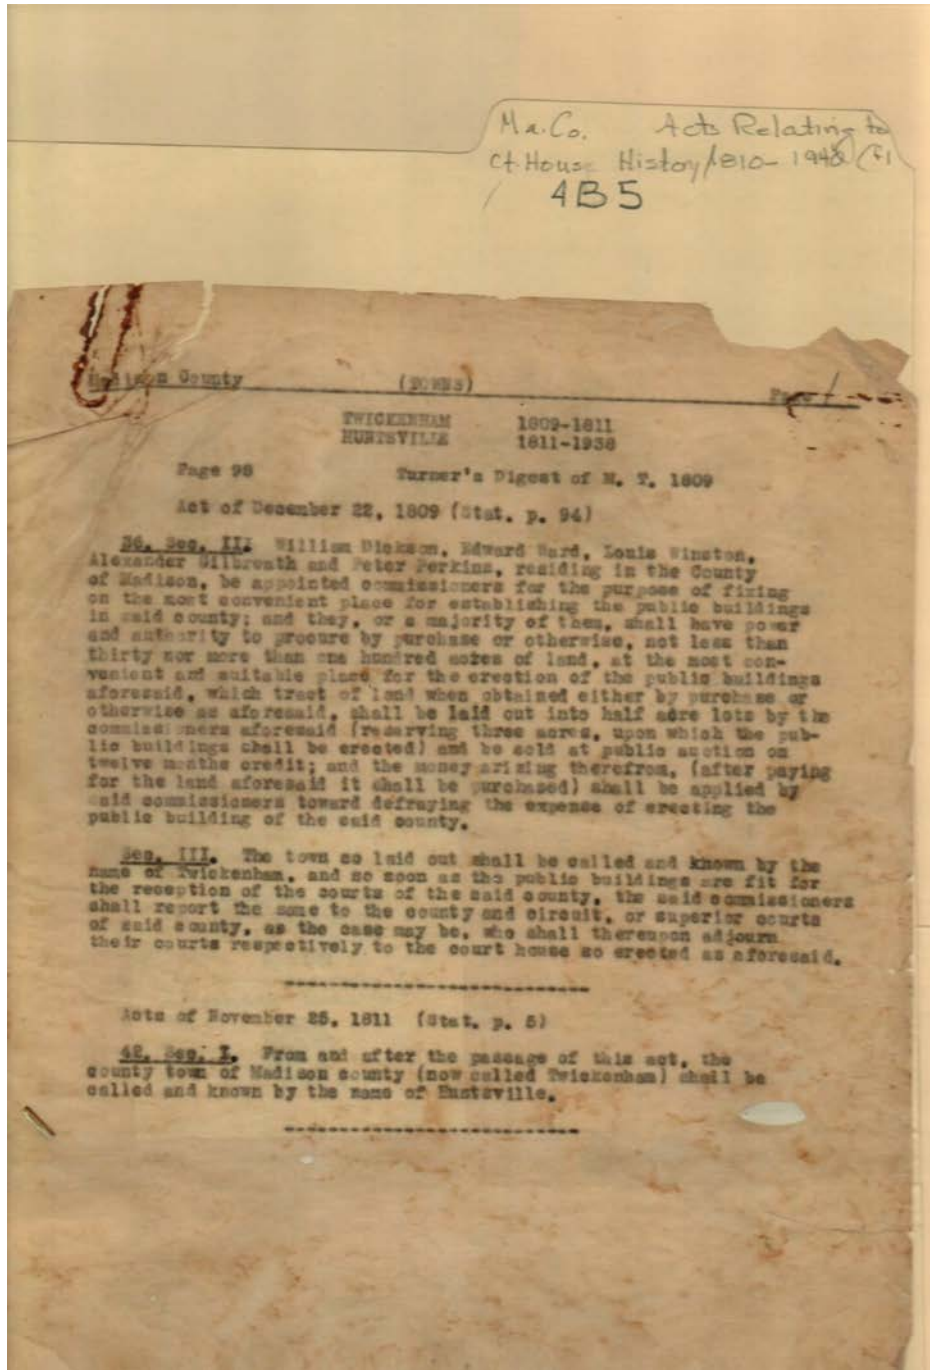 Ma.Co. Acts Relating to
Ct. House History 1810-1948
4B5
Madison County (TOWNS) Page 1
TWICKENHAM 1809-1811
HUNTSVILLE 1811-1938
Page 98 Turner's Digest of M. T. 1809
Act of December 22, 1809 (Stat. p. 94)
36. Sec. III. William Dickson, Edward Ward, Louis Winston,
Alexander Gilbreath and Peter Perkins, residing in the County
of Madison, be appointed commissioners for the purpose of fixing
on the most convenient place for establishing the public buildings
in said county; and they, or a majority of them, shall have power
and authority to procure by purchase or otherwise, not less than
thirty nor more than one hundred acres of land, at the most con-
venient and suitable place for the erection of the public buildings
aforesaid, which tract of land when obtained either by purchase or
otherwise as aforesaid, shall be laid out into half acre lots by the
commissioners aforesaid (reserving three acres, upon which the pub-
lic buildings shall be erected) and be sold at public auction on
twelve months credit; and the money arising therefrom, (after paying
for the land aforesaid it shall be purchased) shall be applied by
said commissioners toward defraying the expense of erecting the
public building of the said county.
Sec. III. The town so laid out shall be called and known by the
name of Twickenham, and so soon as the public buildings are fit for
the reception of the courts of the said county, the said commissioners
shall report the same to the county and circuit, or superior courts
of said county, as the case may be, who shall thereupon adjourn
their courts respectively to the court house so erected as aforesaid.
Acts of November 25, 1811 (Stat. p. 5)
42. Sec. I. From and after the passage of this act, the
county town of Madison county (now called Twickenham) shall be
called and known by the name of Huntsville.